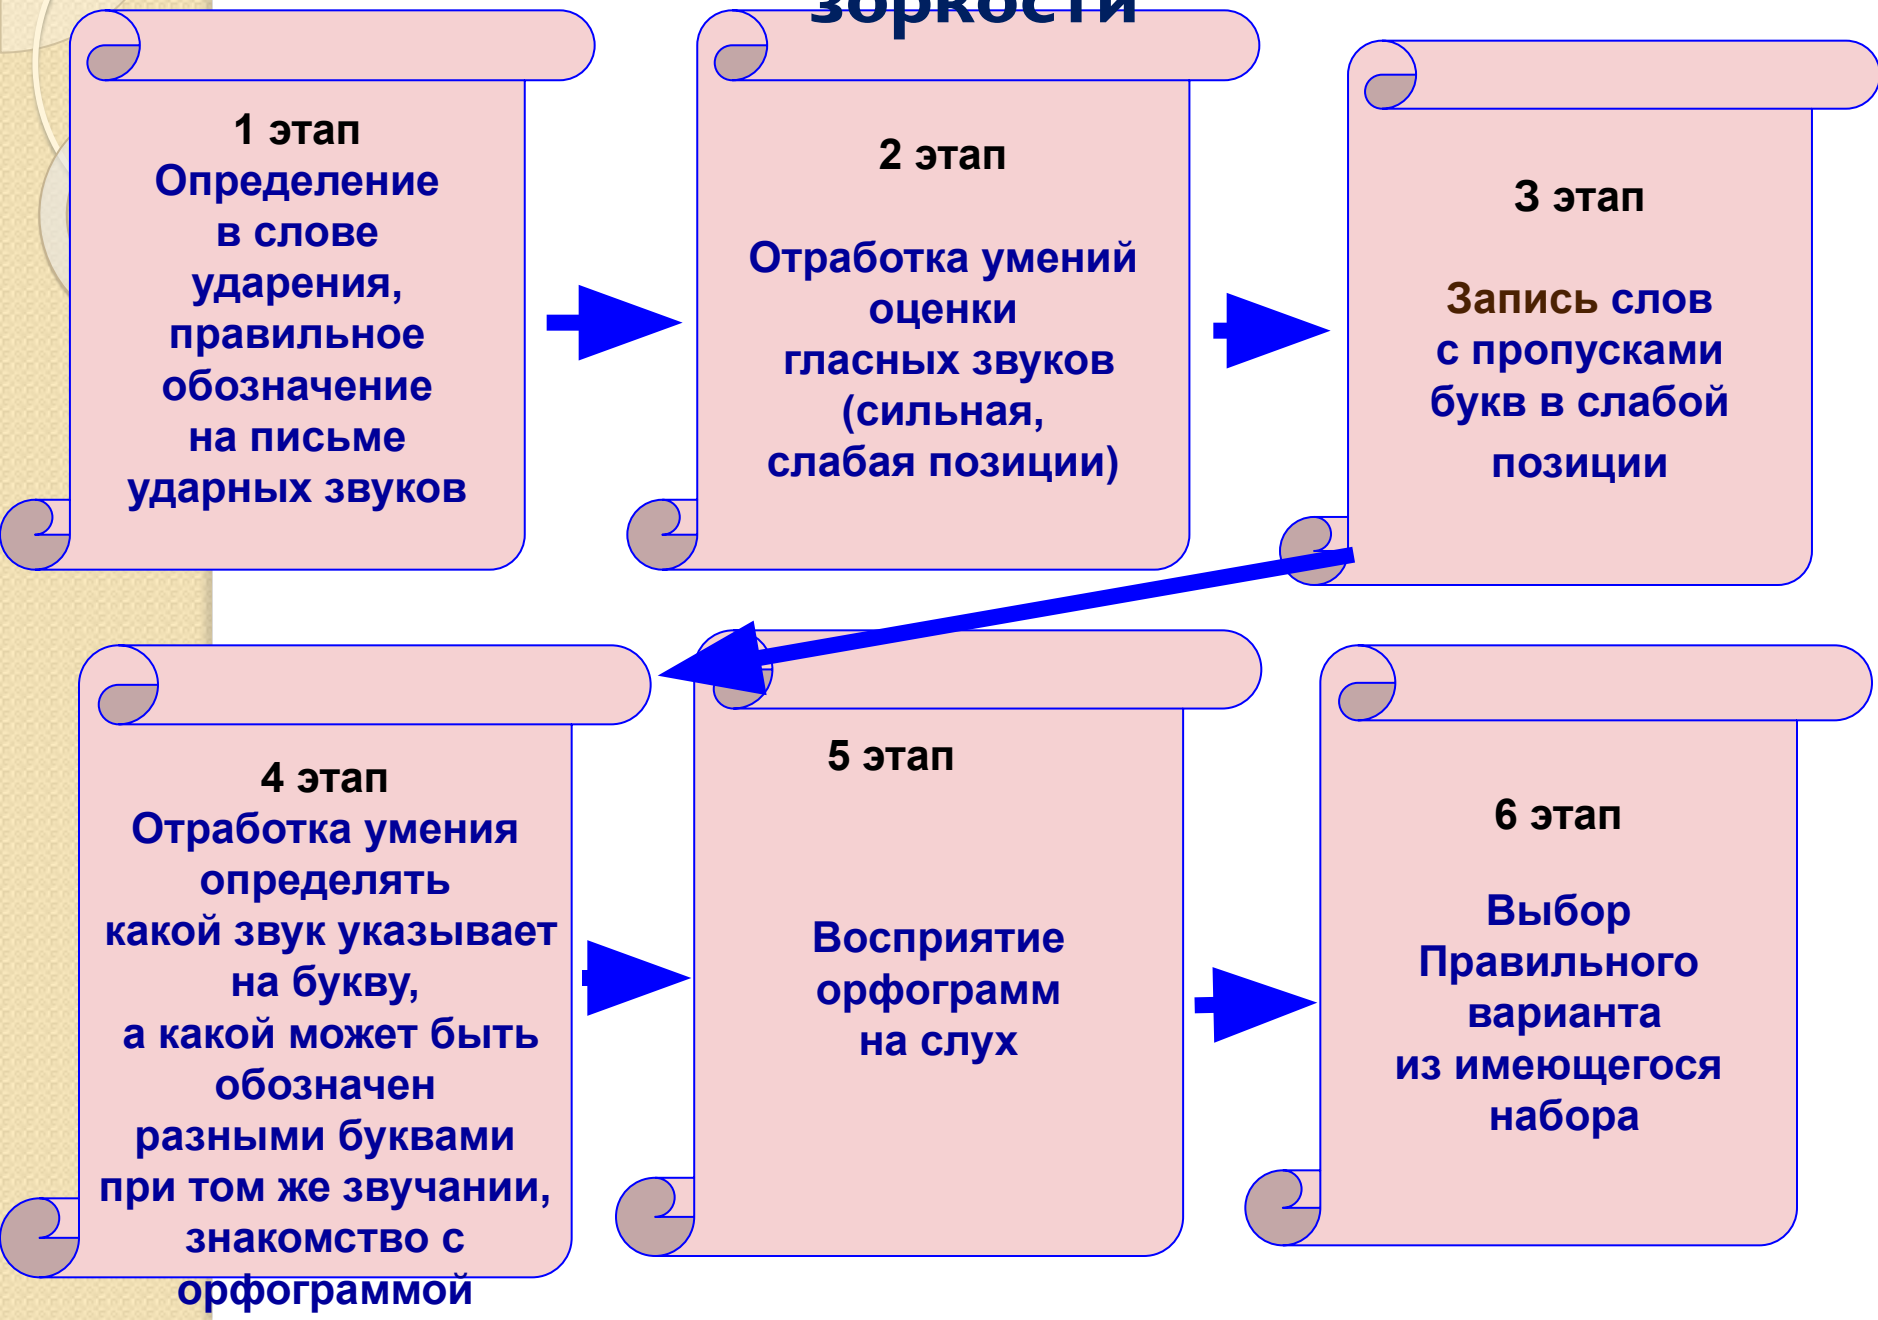 зоркости
1 этап
Определение
в слове
ударения,
правильное
обозначение
на письме
ударных звуков
2 этап
Отработка умений
оценки
гласных звуков
(сильная,
слабая позиции)
3 этап
Запись слов
с пропусками
букв в слабой
позиции
4 этап
Отработка умения
определять
какой звук указывает
на букву,
а какой может быть
обозначен
разными буквами
при том же звучании,
знакомство с
орфограммой
5 этап
Восприятие
орфограмм
на слух
6 этап
Выбор
Правильного
варианта
из имеющегося
набора